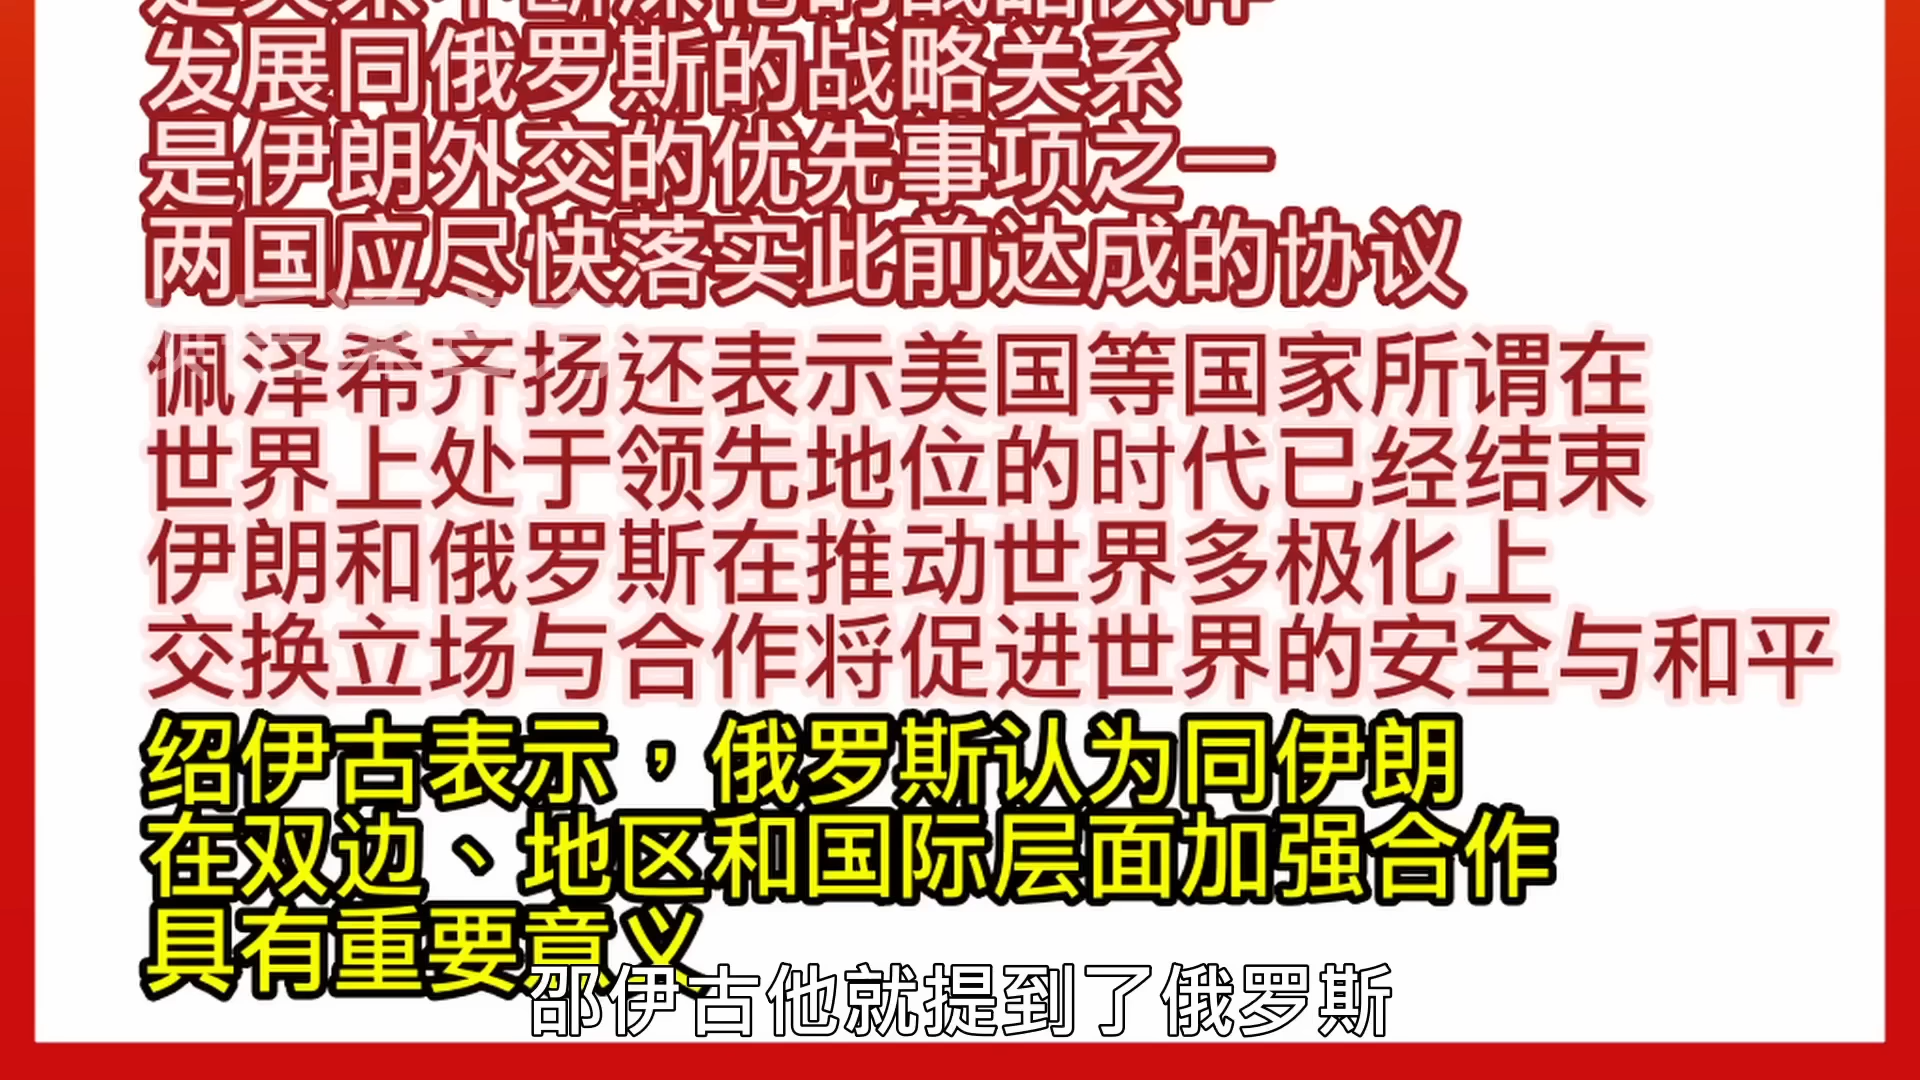 发展同俄罗斯的战略关系
是伊朗外交的优先事项之一
两国应尽快落实此前达成的协议
佩泽希齐扬还表示美国等国家所谓在
世界上处于领先地位的时代已经结束
伊朗和俄罗斯在推动世界多极化上
交换立场与合作将促进世界的安全与和平
绍伊古表示，俄罗斯认为同伊朗
在双边、地区和国际层面加强合作
具有重要意义
邵伊古他就提到了俄罗斯